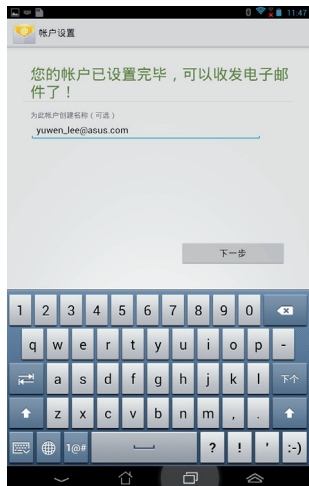 11:47
帐户设置
您的帐户已设置完毕，可以收发电子邮
件了！
为此帐户创建名称（可选）
yuwen_lee@asus.com
下一步
1 2 3 4 5 6 7 8 9 0
q w e r t y u i o p -
a s d f g h j k l 下个
z x c v b n m , .
1@# ? ! ' :-)